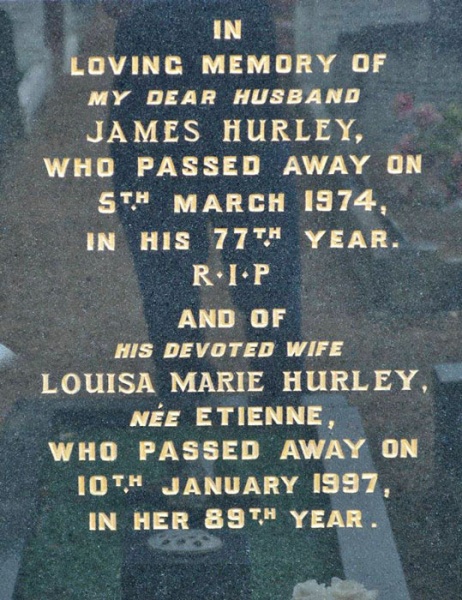 IN
LOVING MEMORY OF
MY DEAR HUSBAND
JAMES HURLEY,
WHO PASSED AWAY ON
5TH MARCH 1974,
IN HIS 77TH YEAR.
R·I·P
AND OF
HIS DEVOTED WIFE
LOUISA MARIE HURLEY,
NÉE ETIENNE,
WHO PASSED AWAY ON
10TH JANUARY 1997,
IN HER 89TH YEAR.